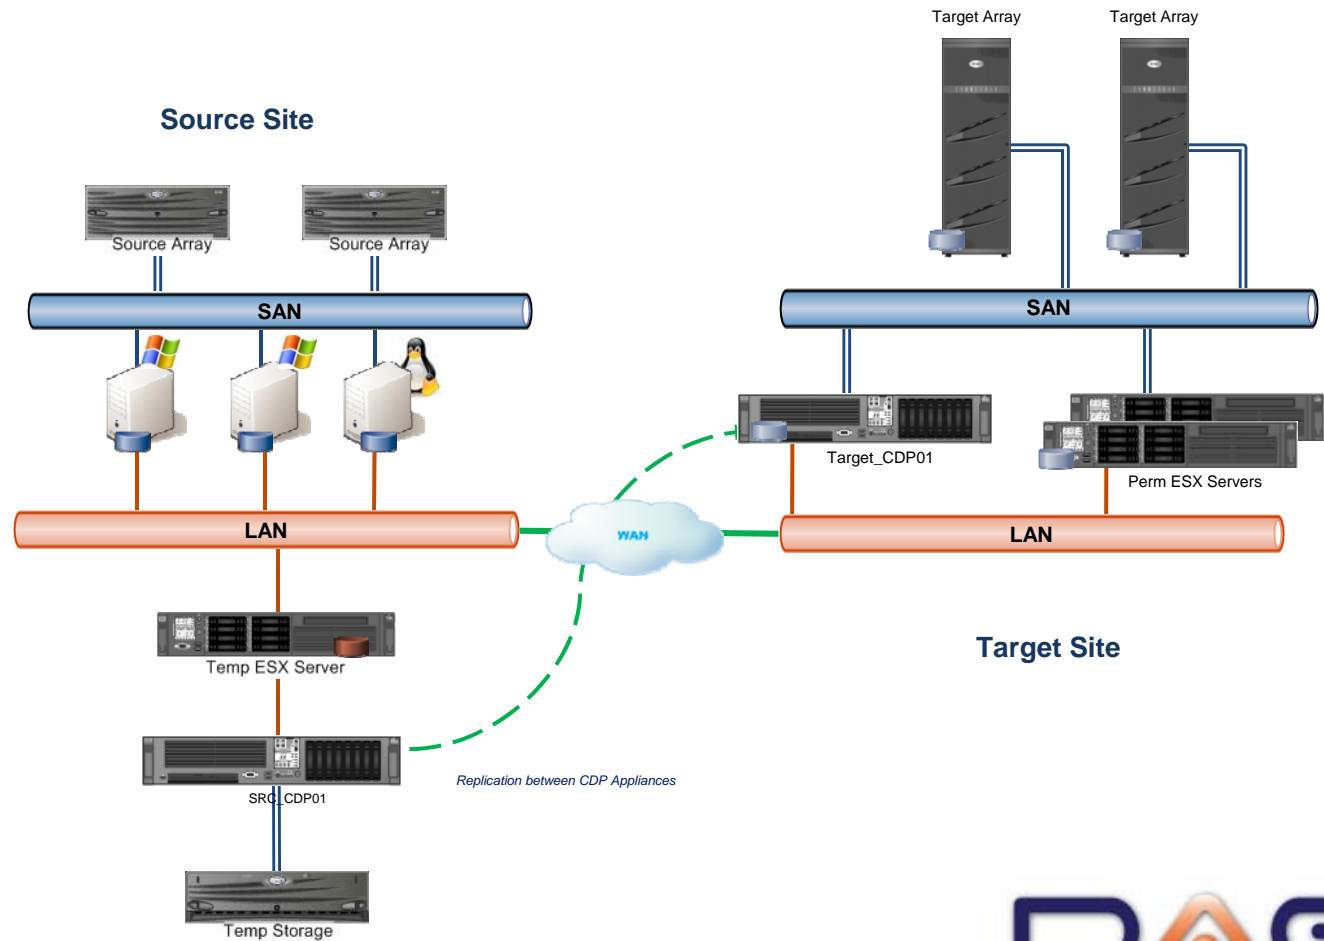 Target Array
Target Array
Source Site
Source Array
Source Array
SAN
SAN
Target_CDP01
Perm ESX Servers
LAN
WAN
LAN
Temp ESX Server
Target Site
SRC_CDP01
Replication between CDP Appliances
Temp Storage